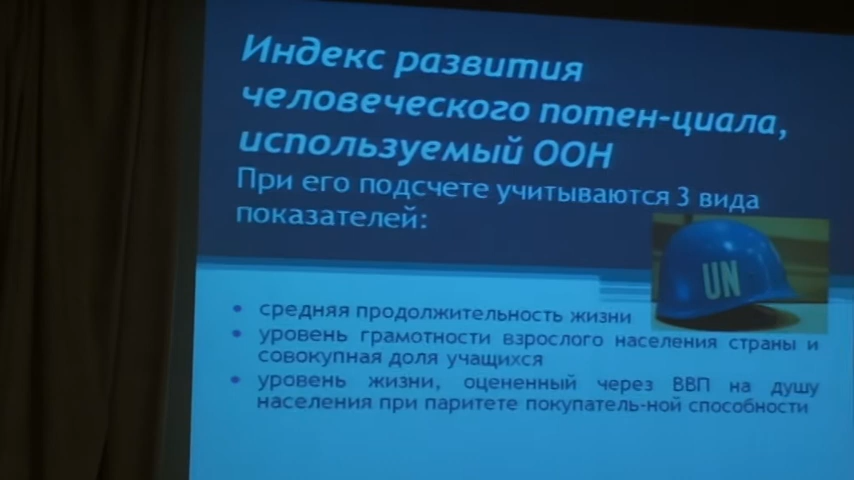 Индекс развития
человеческого потен-циала,
используемый ООН
При его подсчете учитываются 3 вида
показателей:
UN
• средняя продолжительность жизни
• уровень грамотности взрослого населения страны и
совокупная доля учащихся
• уровень жизни, оцененный через ВВП на душу
населения при паритете покупатель-ной способности